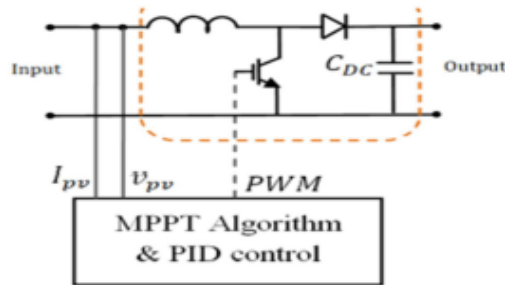 Input
C_DC
Output
I_pv
v_pv
PWM
MPPT Algorithm
& PID control